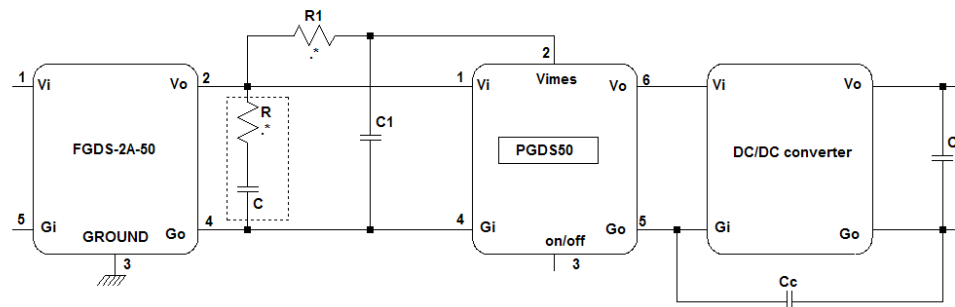 R1
.*
2
1
Vi
Vo
2
1
Vi
Vimes
Vo
6
Vi
Vo
R
.*
C1
C
FGDS-2A-50
PGDS50
DC/DC converter
C
5
Gi
Go
4
4
Gi
Go
5
Gi
Go
GROUND
on/off
3
3
Cc